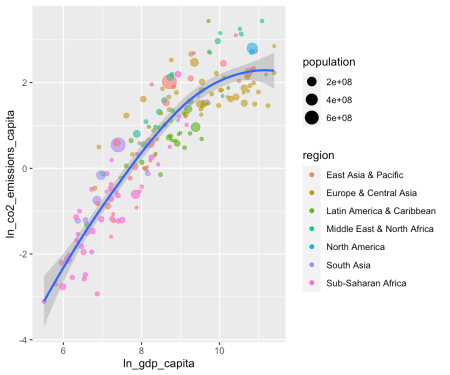 ln_co2_emissions_capita
2
0
-2
-4
6
8
10
ln_gdp_capita
population
2e+08
4e+08
6e+08
region
East Asia & Pacific
Europe & Central Asia
Latin America & Caribbean
Middle East & North Africa
North America
South Asia
Sub-Saharan Africa